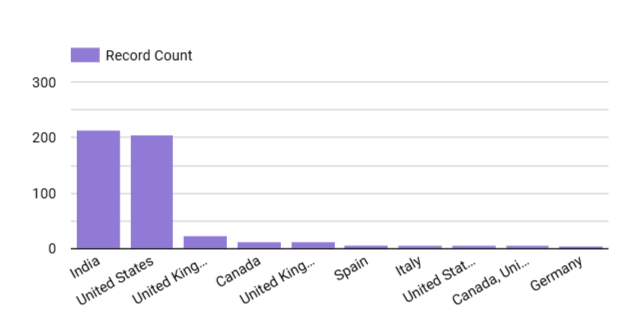 Record Count
300
200
100
0
India
United States
United King...
Canada
United King...
Spain
Italy
United Stat...
Canada, Uni...
Germany